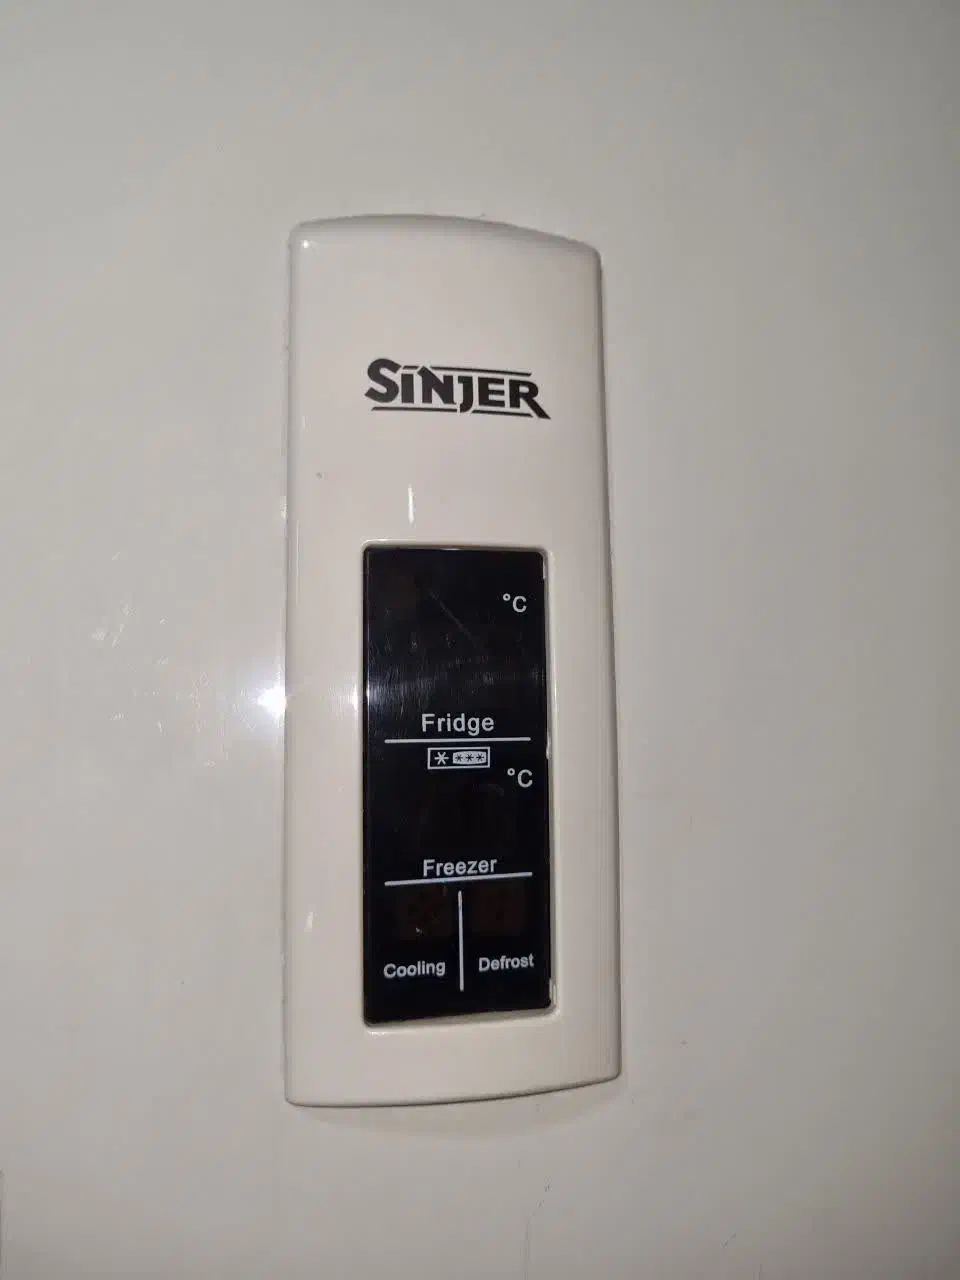 SiNJER
°C
Fridge
°C
Freezer
Cooling
Defrost